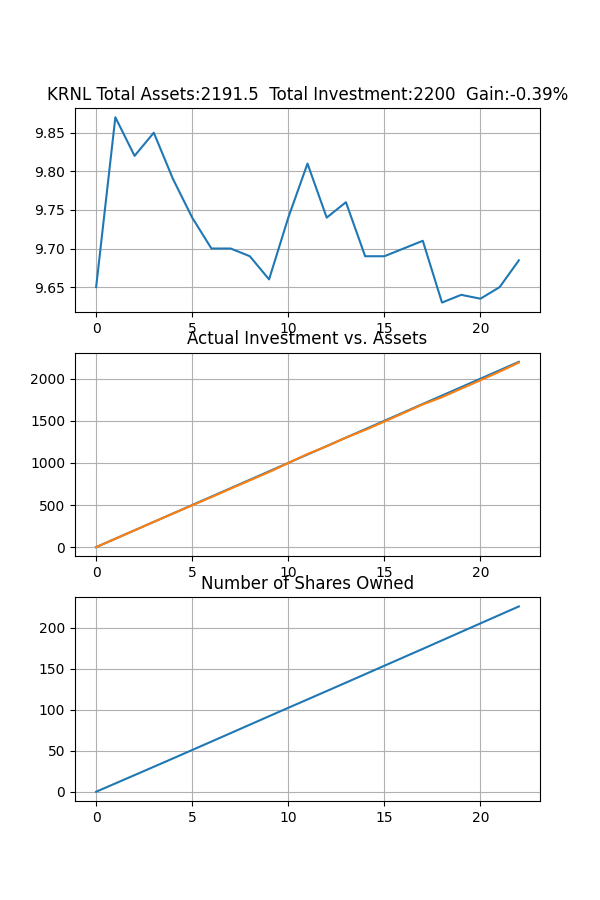 KRNL Total Assets:2191.5  Total Investment:2200  Gain:-0.39%
9.85
9.80
9.75
9.70
9.65
0 5 10 15 20
Actual Investment vs. Assets
2000
1500
1000
500
0
0 5 10 15 20
Number of Shares Owned
200
150
100
50
0
0 5 10 15 20